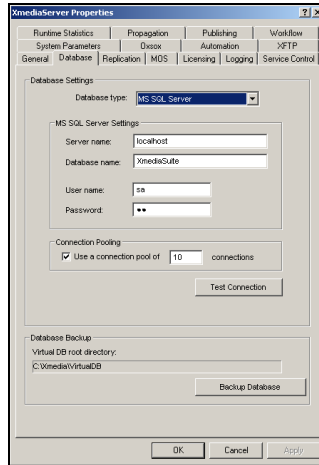 XmediaServer Properties
Runtime Statistics Propagation Publishing Workflow
System Parameters Oxsox Automation XFTP
General Database Replication MOS Licensing Logging Service Control
Database Settings
Database type: MS SQL Server
MS SQL Server Settings
Server name: localhost
Database name: XmediaSuite
User name: sa
Password: ●●
Connection Pooling
Use a connection pool of 10 connections
Test Connection
Database Backup
Virtual DB root directory:
C:\Xmedia\VirtualDB
Backup Database
OK Cancel Apply